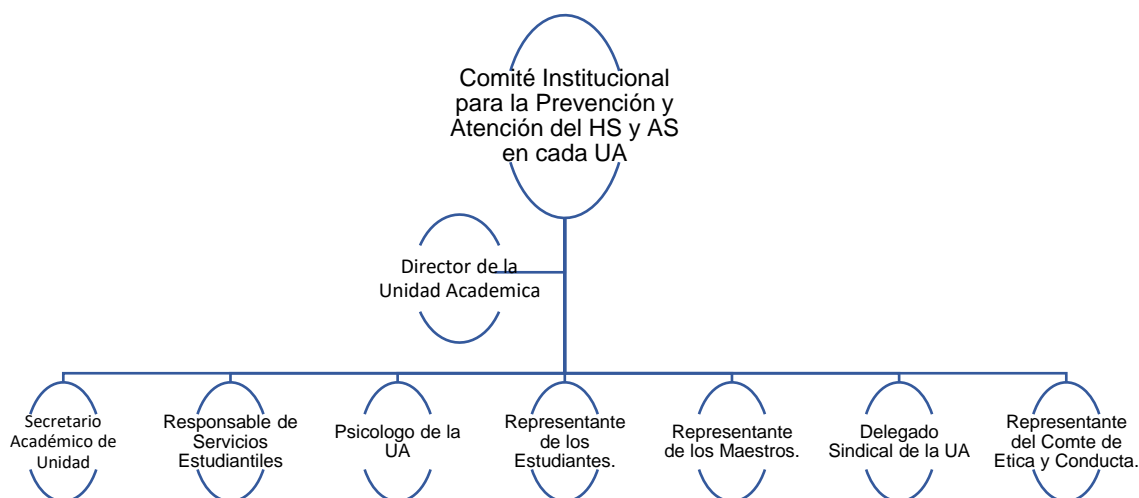 Comité Institucional
para la Prevención y
Atención del HS y AS
en cada UA
Director de la
Unidad Academica
Secretario
Académico de
Unidad
Responsable de
Servicios
Estudiantiles
Psicologo de la
UA
Representante
de los
Estudiantes.
Representante
de los Maestros.
Delegado
Sindical de la UA
Representante
del Comte de
Etica y Conducta.